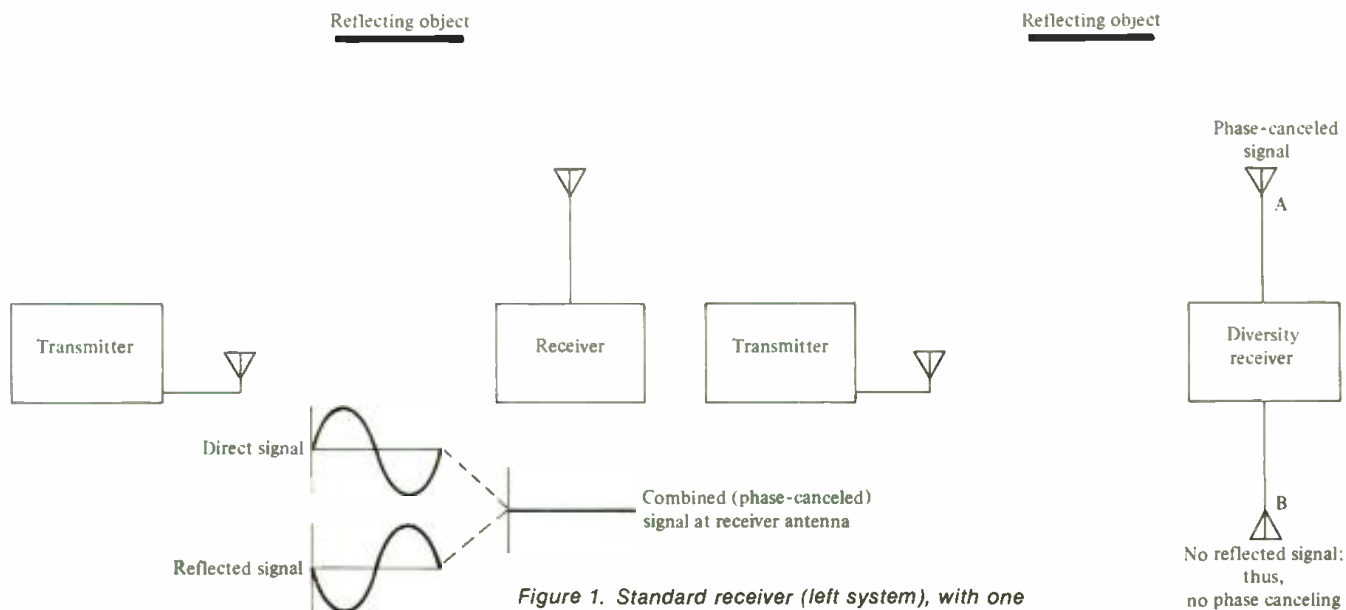 Reflecting object
Reflecting object
Phase-canceled
signal
A
Transmitter
Receiver
Transmitter
Diversity
receiver
Direct signal
Combined (phase-canceled)
signal at receiver antenna
Reflected signal
B
No reflected signal;
thus,
no phase canceling
Figure 1. Standard receiver (left system), with one